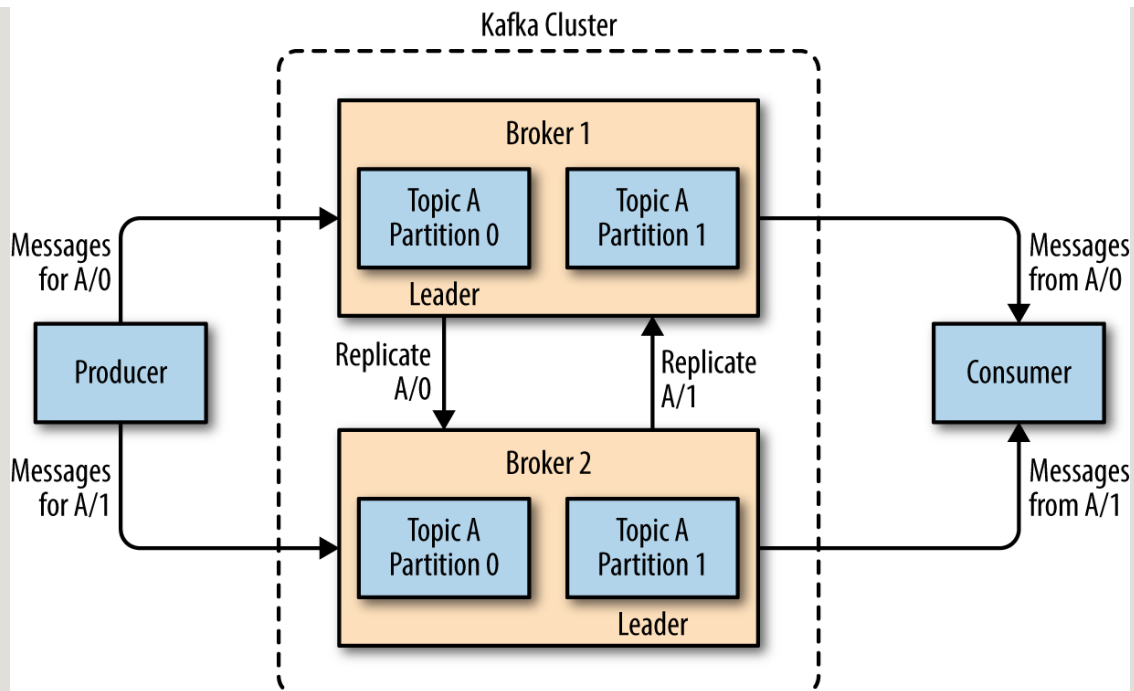 Kafka Cluster
Broker 1
Topic A
Partition 0
Topic A
Partition 1
Leader
Messages
for A/0
Messages
from A/0
Producer
Replicate
A/0
Replicate
A/1
Consumer
Messages
for A/1
Broker 2
Topic A
Partition 0
Topic A
Partition 1
Leader
Messages
from A/1